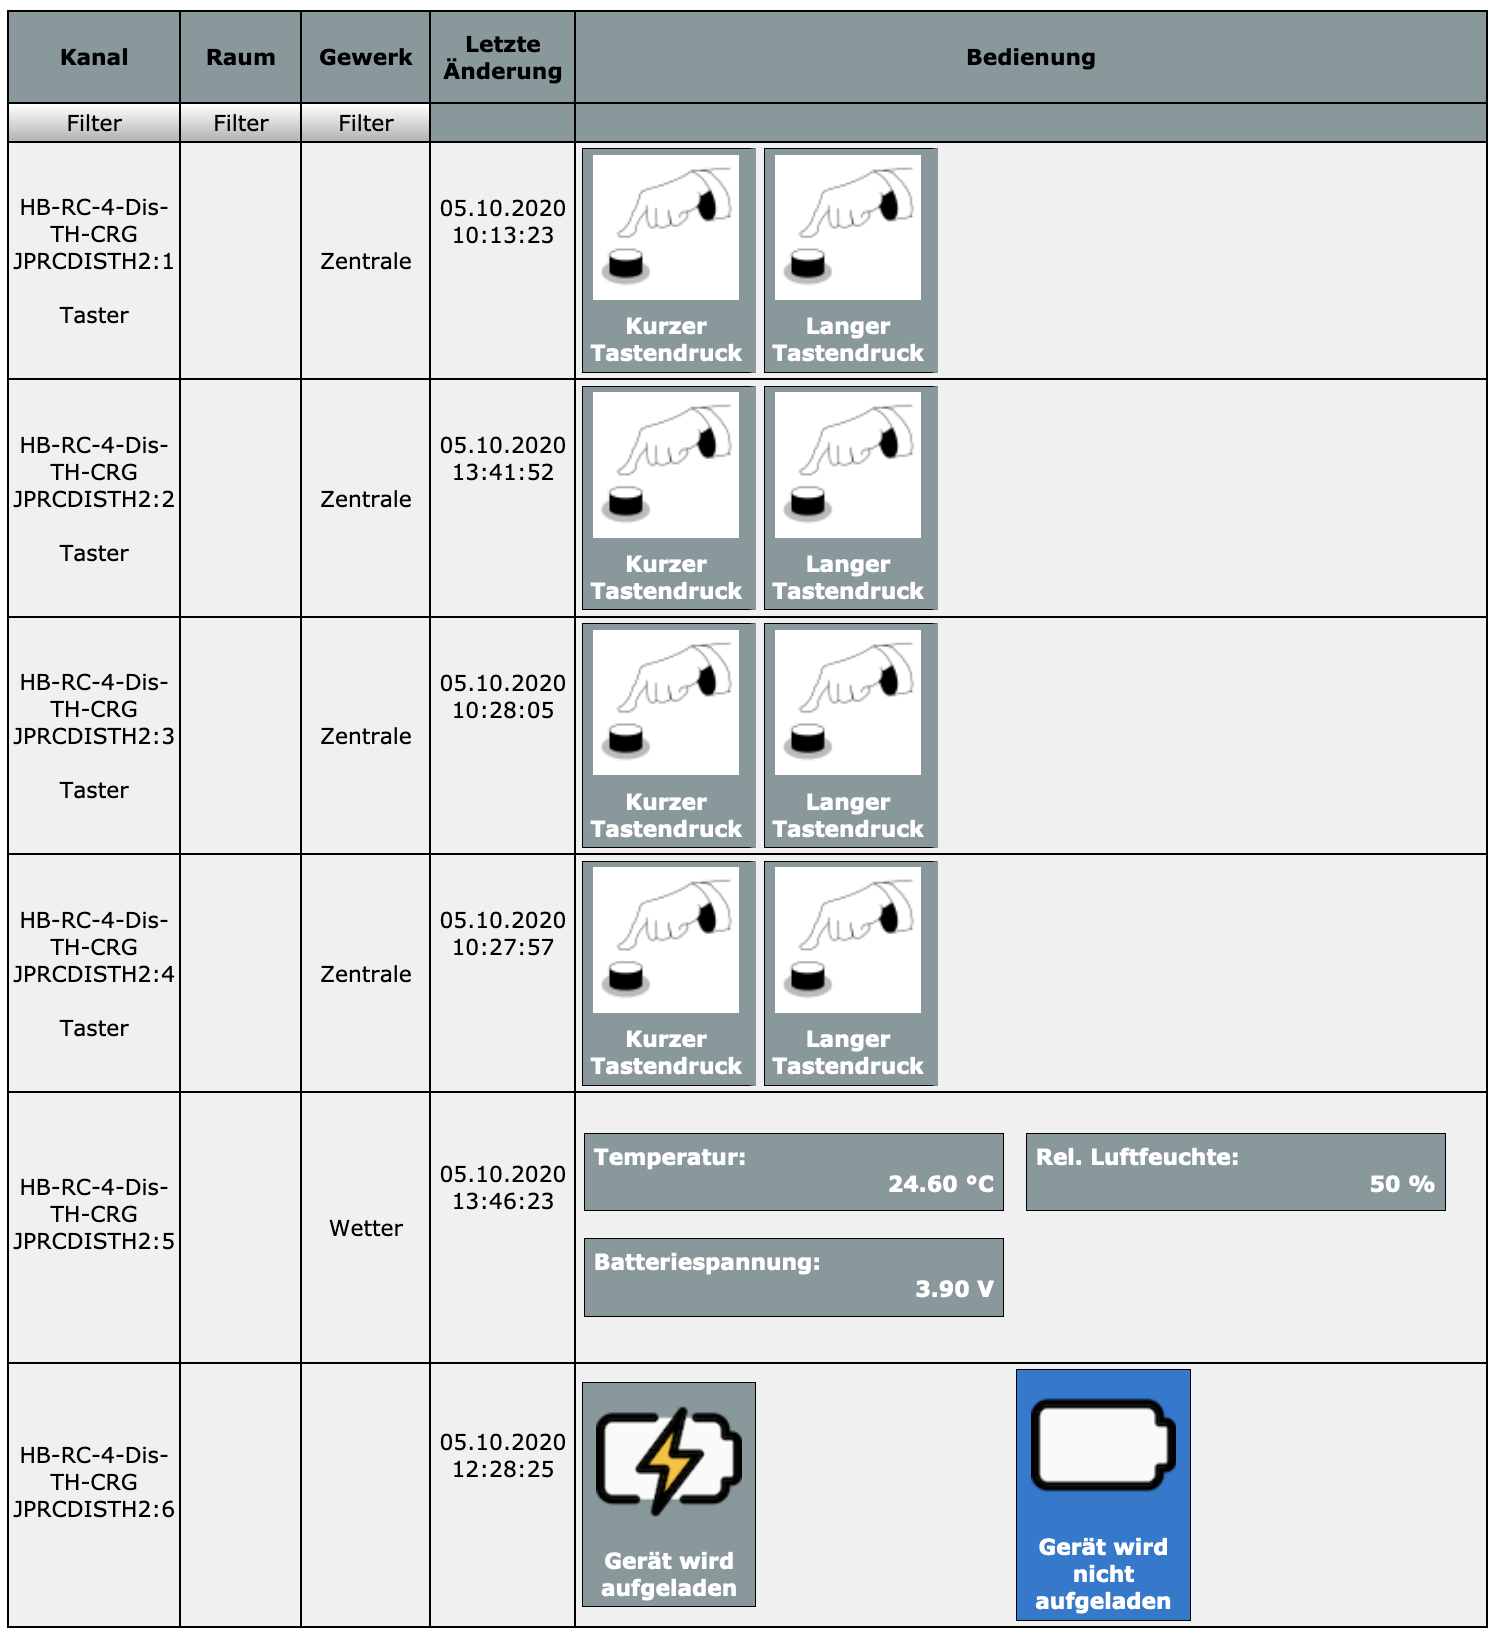 Kanal
Raum
Gewerk
Letzte
Änderung
Bedienung
Filter
Filter
Filter
HB-RC-4-Dis-
TH-CRG
JPRCDISTH2:1
Taster
Zentrale
05.10.2020
10:13:23
Kurzer
Tastendruck
Langer
Tastendruck
HB-RC-4-Dis-
TH-CRG
JPRCDISTH2:2
Taster
Zentrale
05.10.2020
13:41:52
Kurzer
Tastendruck
Langer
Tastendruck
HB-RC-4-Dis-
TH-CRG
JPRCDISTH2:3
Taster
Zentrale
05.10.2020
10:28:05
Kurzer
Tastendruck
Langer
Tastendruck
HB-RC-4-Dis-
TH-CRG
JPRCDISTH2:4
Taster
Zentrale
05.10.2020
10:27:57
Kurzer
Tastendruck
Langer
Tastendruck
HB-RC-4-Dis-
TH-CRG
JPRCDISTH2:5
Wetter
05.10.2020
13:46:23
Temperatur:
24.60 °C
Rel. Luftfeuchte:
50 %
Batteriespannung:
3.90 V
HB-RC-4-Dis-
TH-CRG
JPRCDISTH2:6
05.10.2020
12:28:25
Gerät wird
aufgeladen
Gerät wird
nicht
aufgeladen